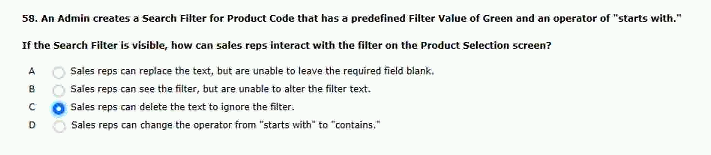 58. An Admin creates a Search Filter for Product Code that has a predefined Filter Value of Green and an operator of "starts with."
If the Search Filter is visible, how can sales reps interact with the filter on the Product Selection screen?
A Sales reps can replace the text, but are unable to leave the required field blank.
B Sales reps can see the filter, but are unable to alter the filter text.
C Sales reps can delete the text to ignore the filter.
D Sales reps can change the operator from "starts with" to "contains."